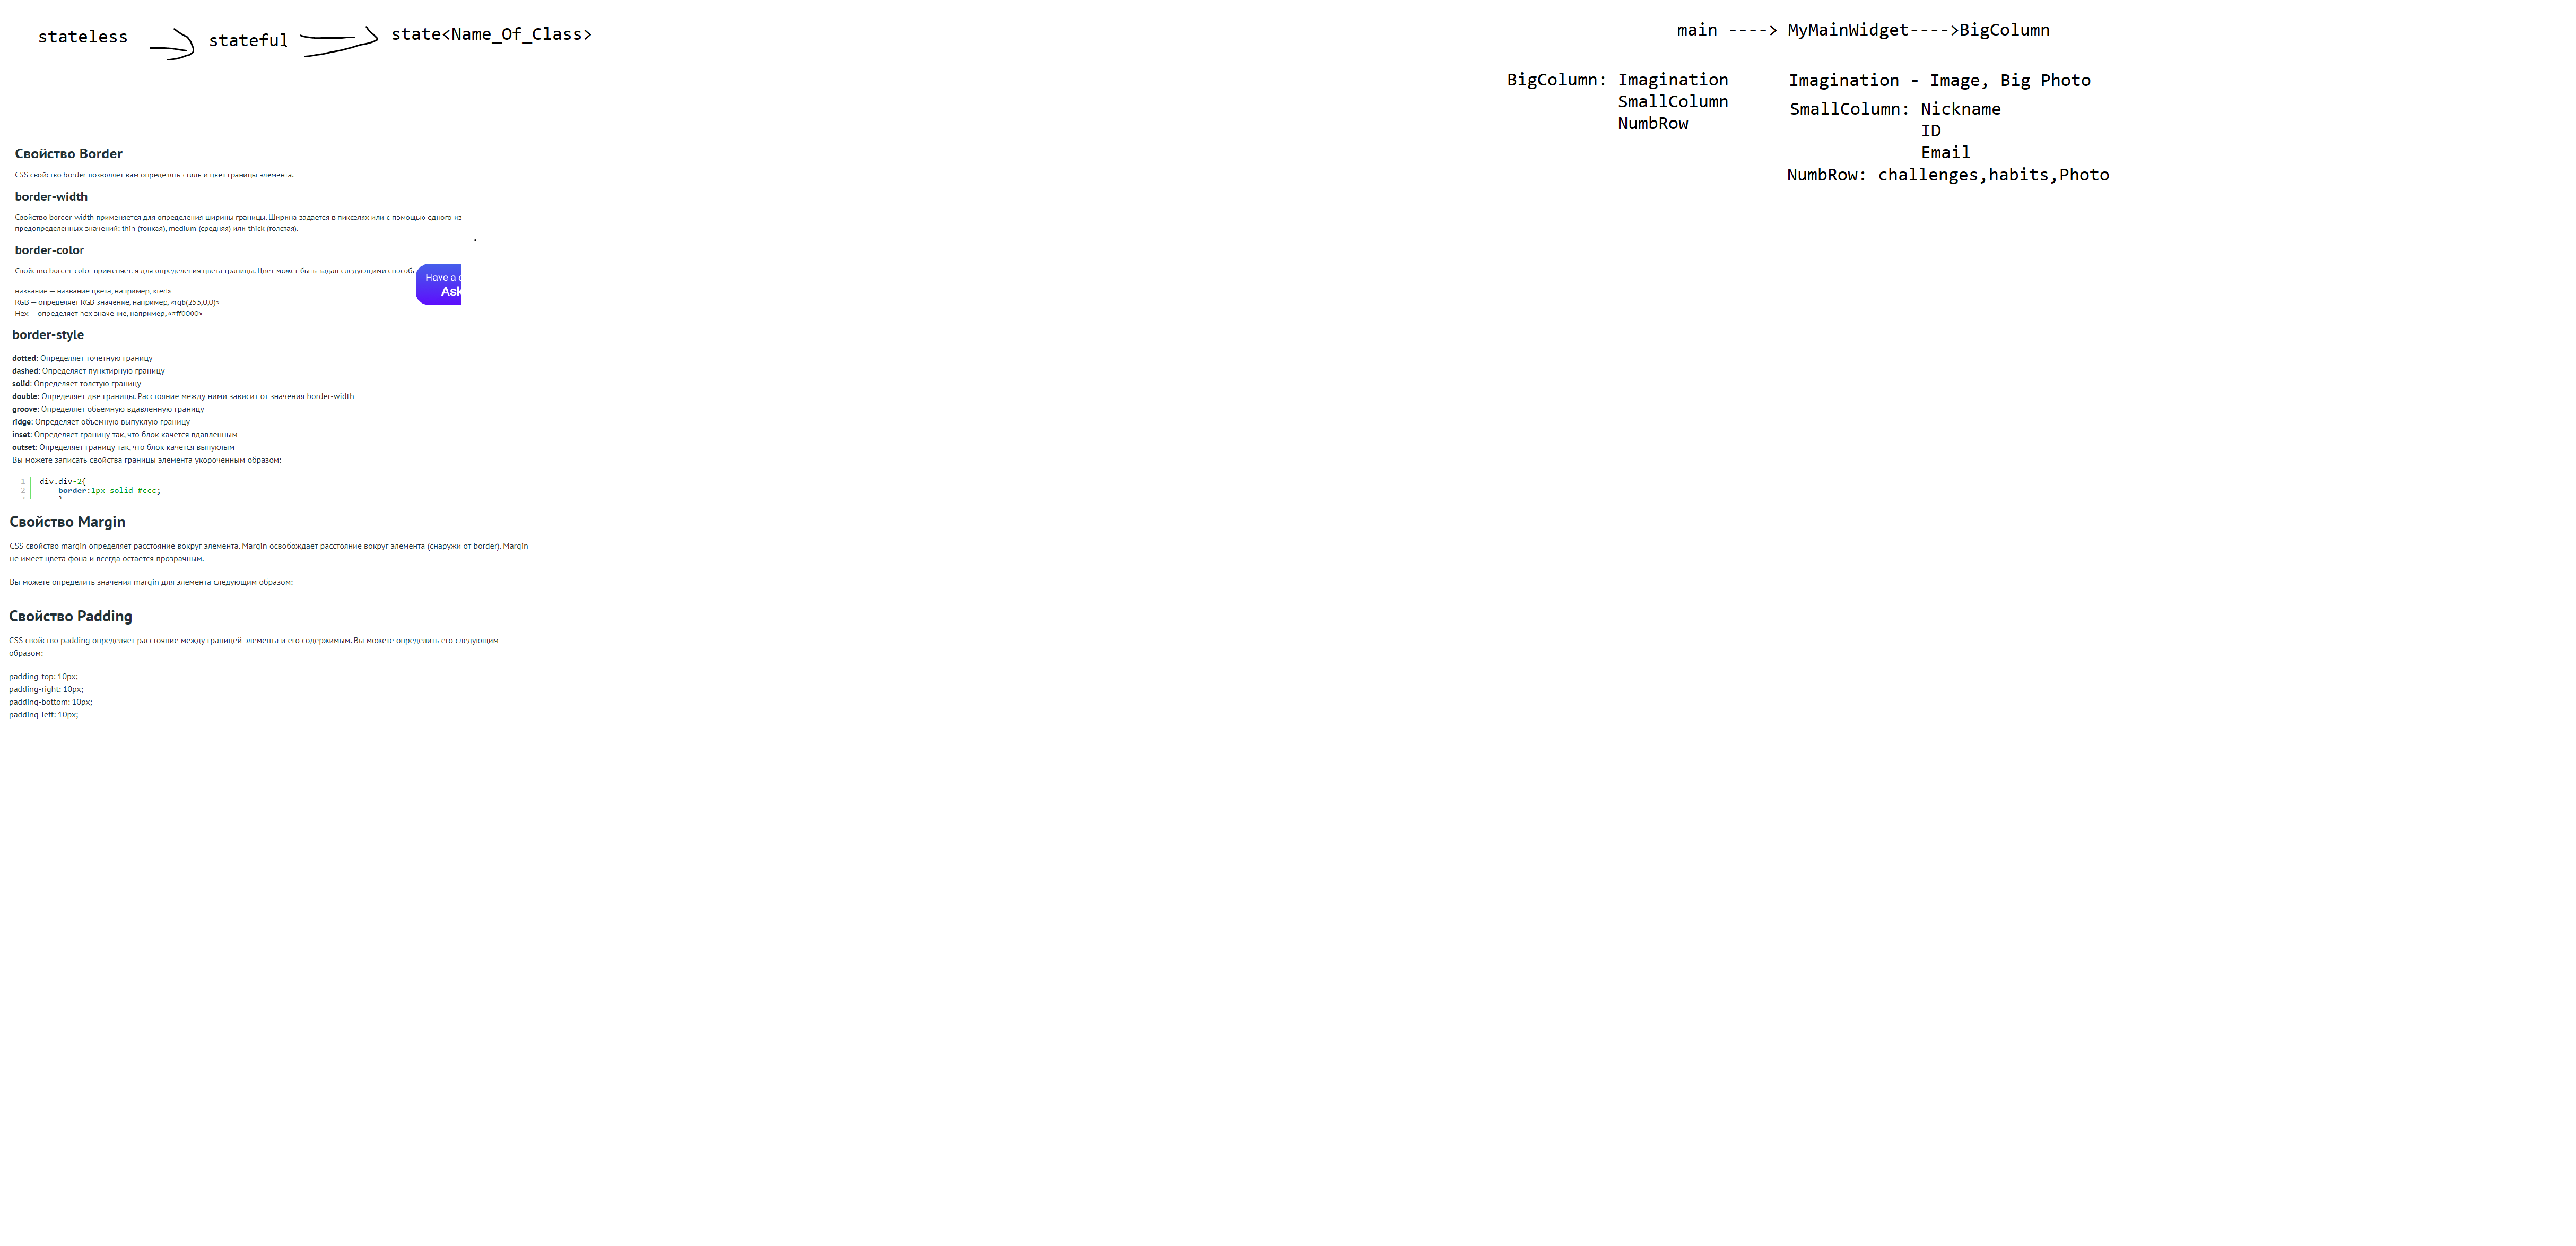 stateless
stateful
state<Name_Of_Class>
main ----> MyMainWidget---->BigColumn
BigColumn: Imagination
SmallColumn
NumbRow
Imagination - Image, Big Photo
SmallColumn: Nickname
ID
Email
NumbRow: challenges,habits,Photo
Свойство Border
CSS свойство border позволяет вам определять стиль и цвет границы элемента.
border-width
Свойство border width применяется для определения ширины границы. Ширина задается в пикселях или с помощью одного из
предопределенных значений: thin (тонкая), medium (средняя) или thick (толстая).
border-color
Свойство border-color применяется для определения цвета границы. Цвет может быть задан следующими
Have a
Ask
название — название цвета, например, «red»
RGB — определяет RGB значение, например, «rgb(255,0,0)»
Hex — определяет hex значение, например, «#ff0000»
border-style
dotted: Определяет точетную границу
dashed: Определяет пунктирную границу
solid: Определяет толстую границу
double: Определяет две границы. Расстояние между ними зависит от значения border-width
groove: Определяет объемную вдавленную границу
ridge: Определяет объемную выпуклую границу
inset: Определяет границу так, что блок качется вдавленным
outset: Определяет границу так, что блок качется выпуклым
Вы можете записать свойства границы элемента укороченным образом:
1 div.div-2{
2 border:1px solid #ccc;
}
Свойство Margin
CSS свойство margin определяет расстояние вокруг элемента. Margin освобождает расстояние вокруг элемента (снаружи от border). Margin
не имеет цвета фона и всегда остается прозрачным.
Вы можете определить значения margin для элемента следующим образом:
Свойство Padding
CSS свойство padding определяет расстояние между границей элемента и его содержимым. Вы можете определить его следующим
образом:
padding-top: 10px;
padding-right: 10px;
padding-bottom: 10px;
padding-left: 10px;